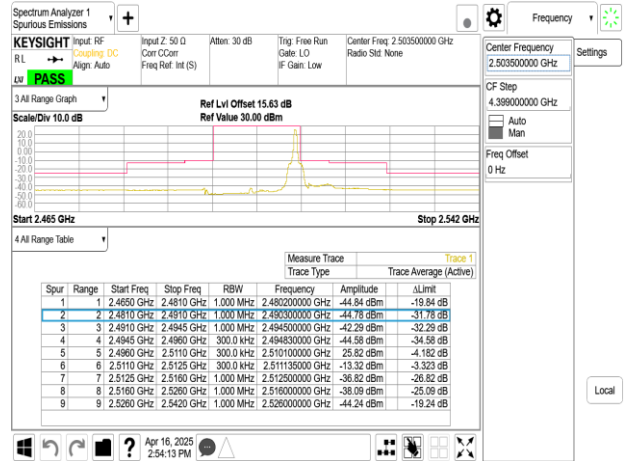 Spectrum Analyzer 1
Spurious Emissions
+
Frequency
KEYSIGHT
Input: RF
Coupling: DC
Align: Auto
Input Z: 50 Ω
Corr CCorr
Freq Ref: Int (S)
Atten: 30 dB
Trig: Free Run
Gate: LO
IF Gain: Low
Center Freq: 2.503500000 GHz
Radio Std: None
RL
LXI
PASS
Center Frequency
2.503500000 GHz
Settings
CF Step
4.399000000 GHz
Auto
Man
Freq Offset
0 Hz
3 All Range Graph
Scale/Div 10.0 dB
Ref Lvl Offset 15.63 dB
Ref Value 30.00 dBm
20.0
10.0
0.00
-10.0
-20.0
-30.0
-40.0
-50.0
-60.0
Start 2.465 GHz
Stop 2.542 GHz
4 All Range Table
Measure Trace Trace 1
Trace Type Trace Average (Active)
Spur Range Start Freq Stop Freq RBW Frequency Amplitude ΔLimit
1 1 2.4650 GHz 2.4810 GHz 1.000 MHz 2.480200000 GHz -44.84 dBm -19.84 dB
2 2 2.4810 GHz 2.4910 GHz 1.000 MHz 2.490300000 GHz -44.78 dBm -31.78 dB
3 3 2.4910 GHz 2.4945 GHz 1.000 MHz 2.494500000 GHz -42.29 dBm -32.29 dB
4 4 2.4945 GHz 2.4960 GHz 300.0 kHz 2.494830000 GHz -44.58 dBm -34.58 dB
5 5 2.4960 GHz 2.5110 GHz 300.0 kHz 2.510100000 GHz 25.82 dBm -4.182 dB
6 6 2.5110 GHz 2.5125 GHz 300.0 kHz 2.511135000 GHz -13.32 dBm -3.323 dB
7 7 2.5125 GHz 2.5160 GHz 1.000 MHz 2.512500000 GHz -36.82 dBm -26.82 dB
8 8 2.5160 GHz 2.5260 GHz 1.000 MHz 2.516000000 GHz -38.09 dBm -25.09 dB
9 9 2.5260 GHz 2.5420 GHz 1.000 MHz 2.526000000 GHz -44.24 dBm -19.24 dB
Local
?
Apr 16, 2025
2:54:13 PM